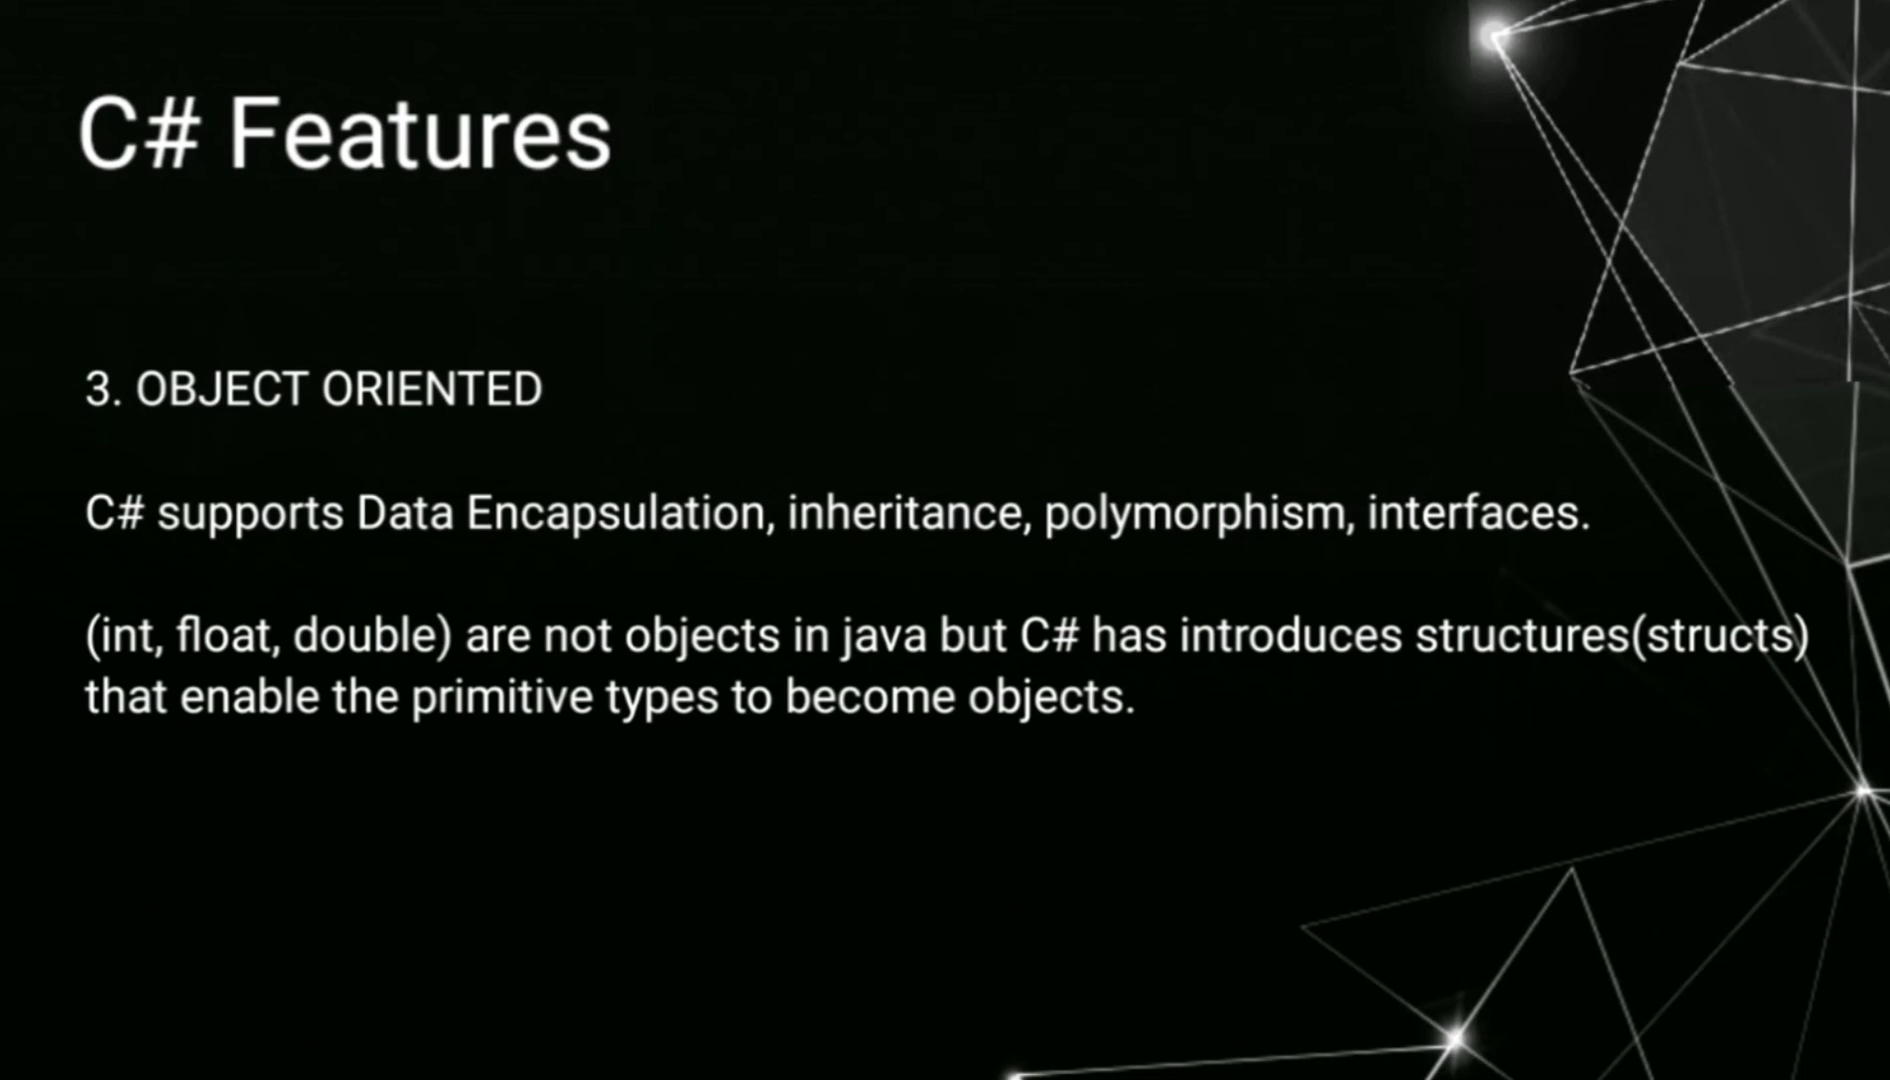 C# Features
3. OBJECT ORIENTED
C# supports Data Encapsulation, inheritance, polymorphism, interfaces.
(int, float, double) are not objects in java but C# has introduces structures(structs)
that enable the primitive types to become objects.